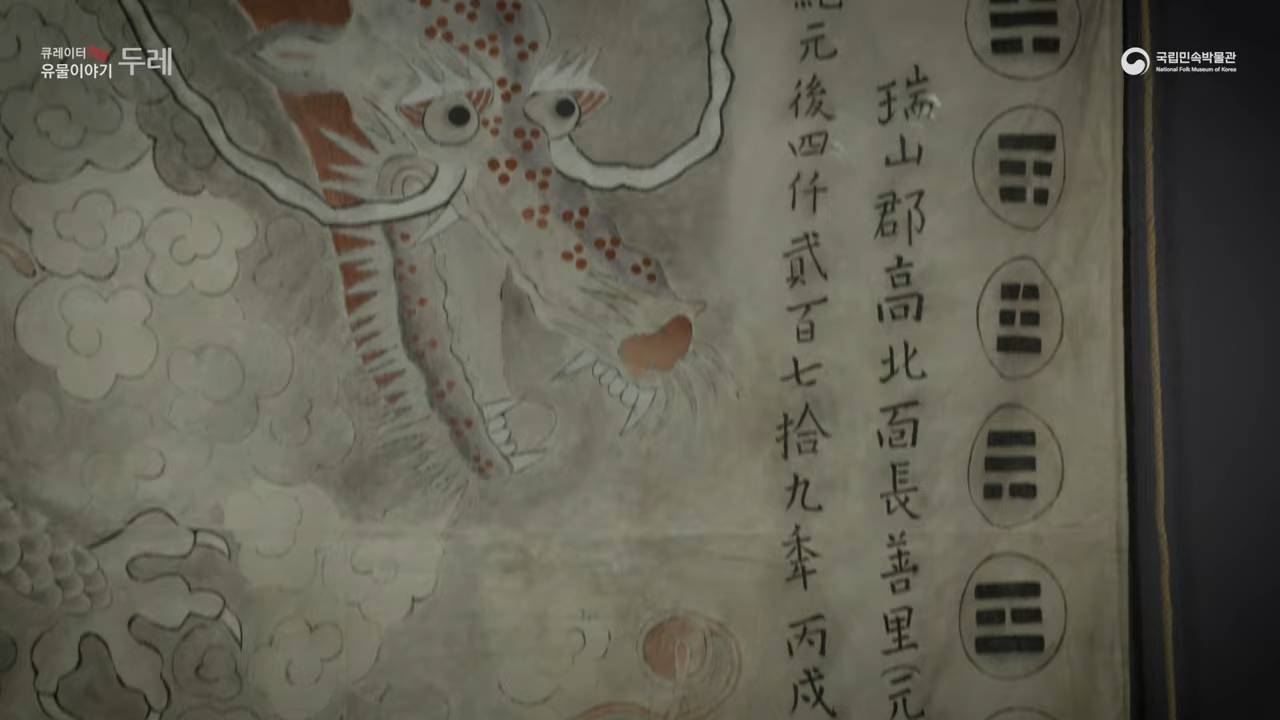 큐레이터
유물이야기 두레
국립민속박물관
National Folk Museum of Korea
瑞山郡高北面長善里(元
元後四仟貳百七拾九秊 丙戌